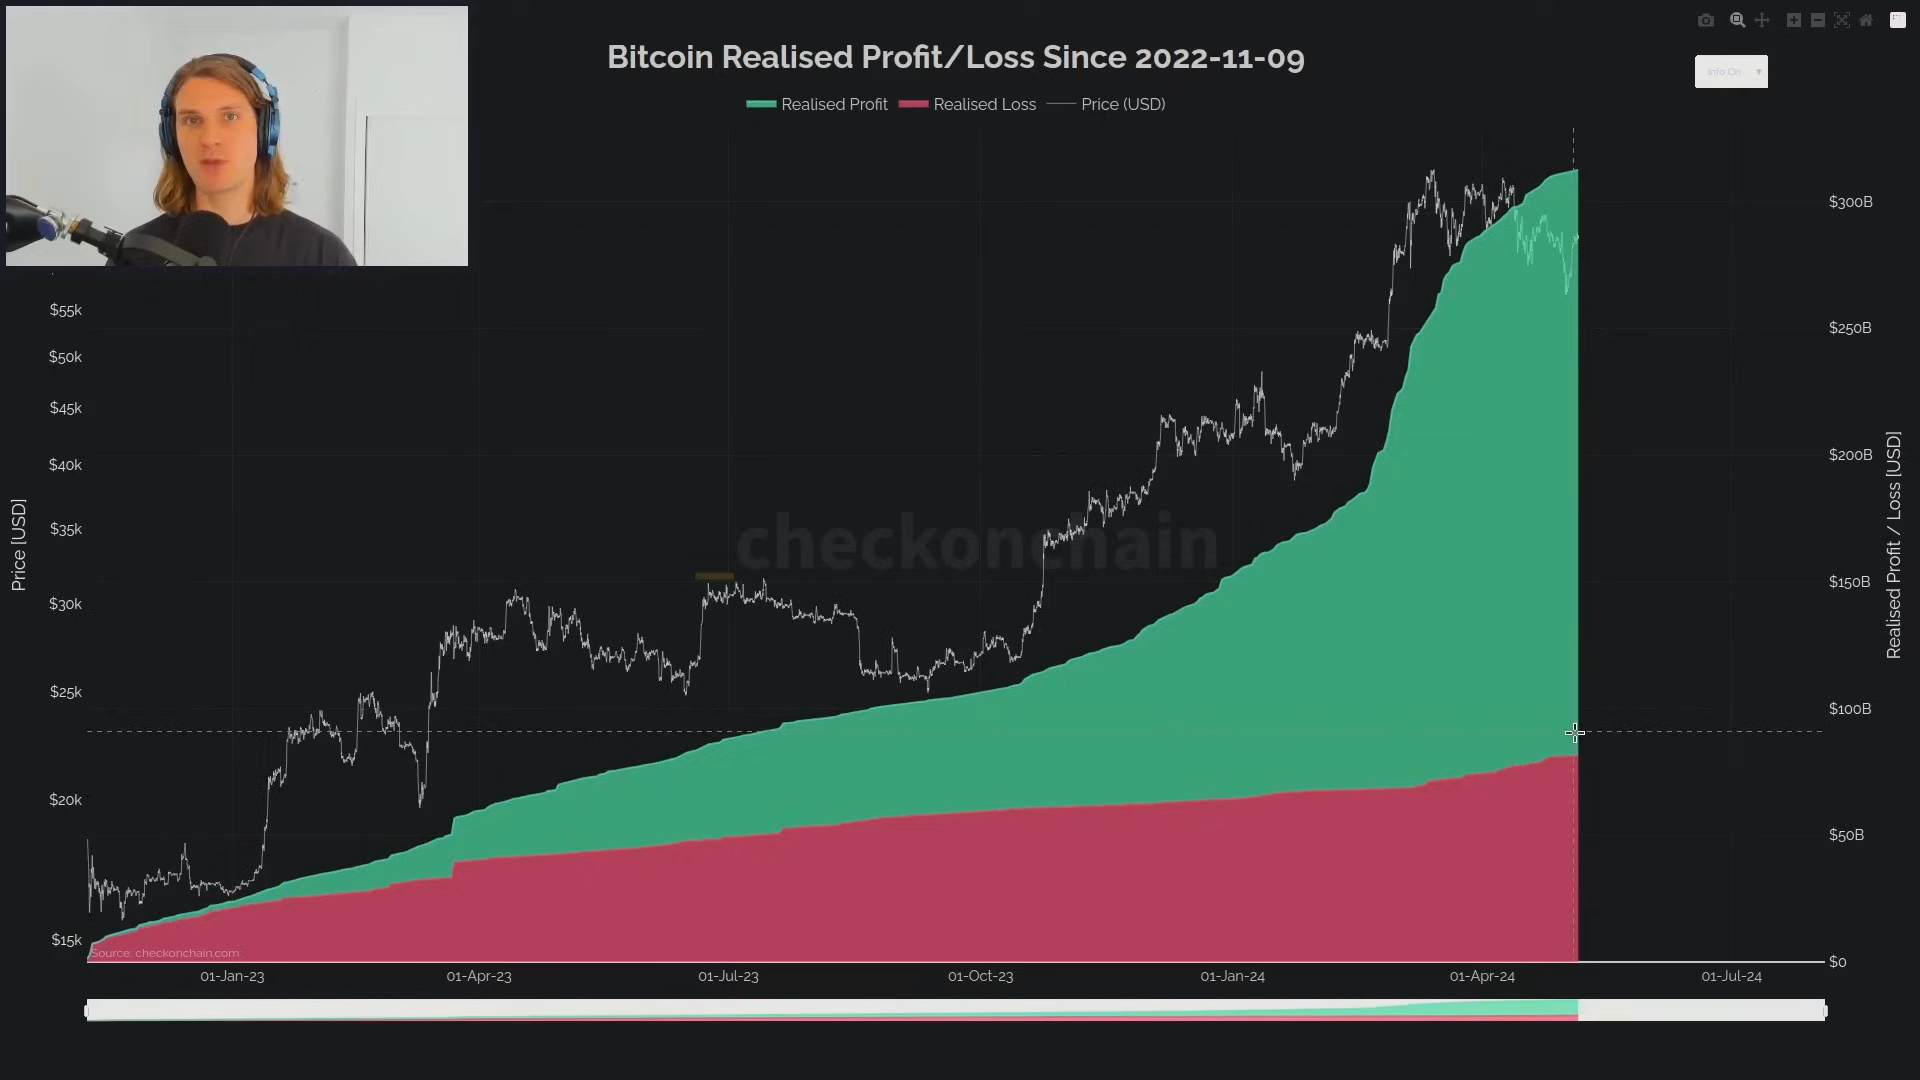 Bitcoin Realised Profit/Loss Since 2022-11-09
Info On
Realised Profit
Realised Loss
Price (USD)
$55k
$50k
$45k
$40k
$35k
$30k
$25k
$20k
$15k
Price [USD]
$300B
$250B
$200B
$150B
$100B
$50B
$0
Realised Profit / Loss [USD]
checkonchain
Source: checkonchain.com
01-Jan-23
01-Apr-23
01-Jul-23
01-Oct-23
01-Jan-24
01-Apr-24
01-Jul-24